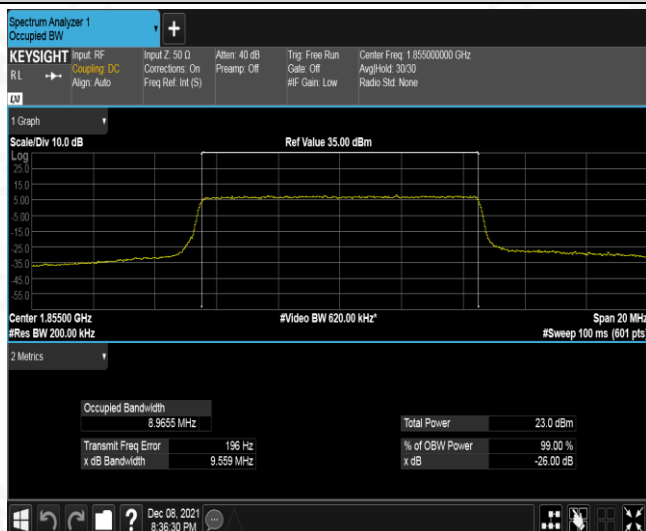 Spectrum Analyzer 1
Occupied BW
KEYSIGHT
RL
LXI
Input: RF
Coupling: DC
Align: Auto
Input Z: 50 Ω
Corrections: On
Freq Ref: Int (S)
Atten: 40 dB
Preamp: Off
Trig: Free Run
Gate: Off
#IF Gain: Low
Center Freq: 1.855000000 GHz
Avg|Hold: 30/30
Radio Std: None
1 Graph
Scale/Div 10.0 dB
Ref Value 35.00 dBm
Log
25.0
15.0
5.00
-5.00
-15.0
-25.0
-35.0
-45.0
-55.0
Center 1.85500 GHz
#Video BW 620.00 kHz*
Span 20 MHz
#Res BW 200.00 kHz
#Sweep 100 ms (601 pts)
2 Metrics
Occupied Bandwidth
8.9655 MHz
Total Power 23.0 dBm
Transmit Freq Error 196 Hz
% of OBW Power 99.00 %
x dB Bandwidth 9.559 MHz
x dB -26.00 dB
?
Dec 08, 2021
8:36:30 PM